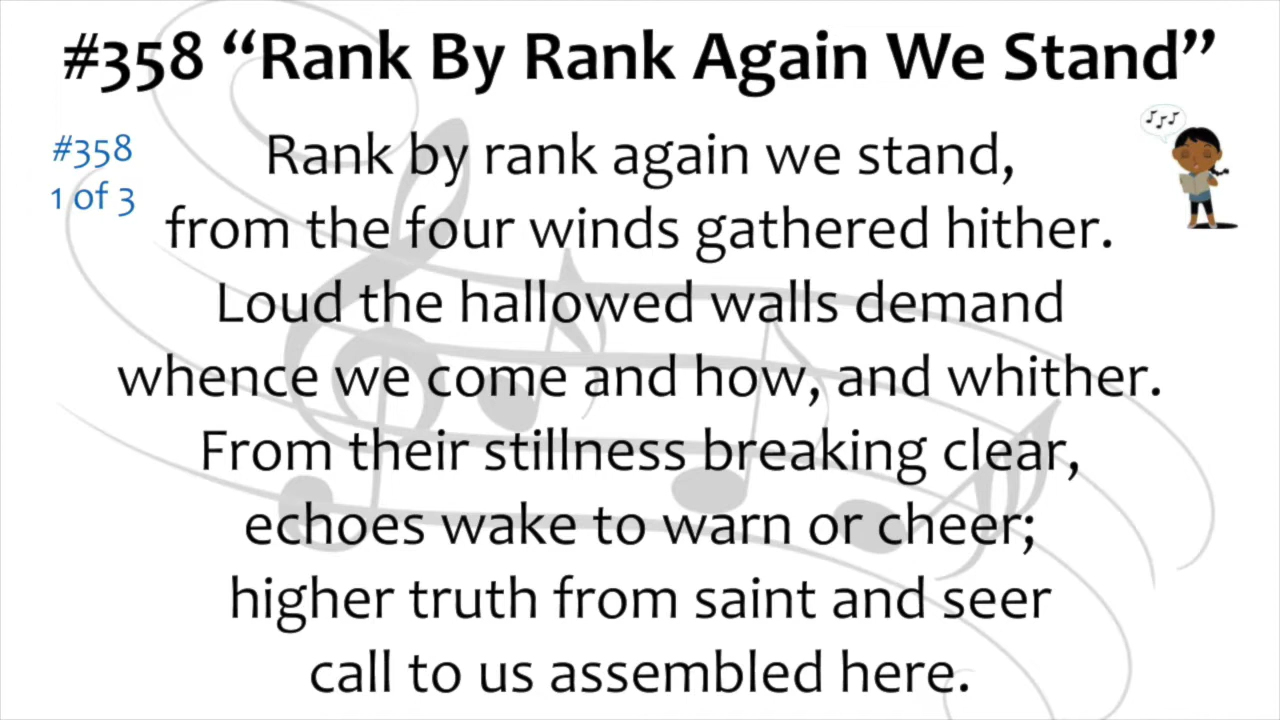 #358 “Rank By Rank Again We Stand”
#358
1 of 3
Rank by rank again we stand,
from the four winds gathered hither.
Loud the hallowed walls demand
whence we come and how, and whither.
From their stillness breaking clear,
echoes wake to warn or cheer;
higher truth from saint and seer
call to us assembled here.